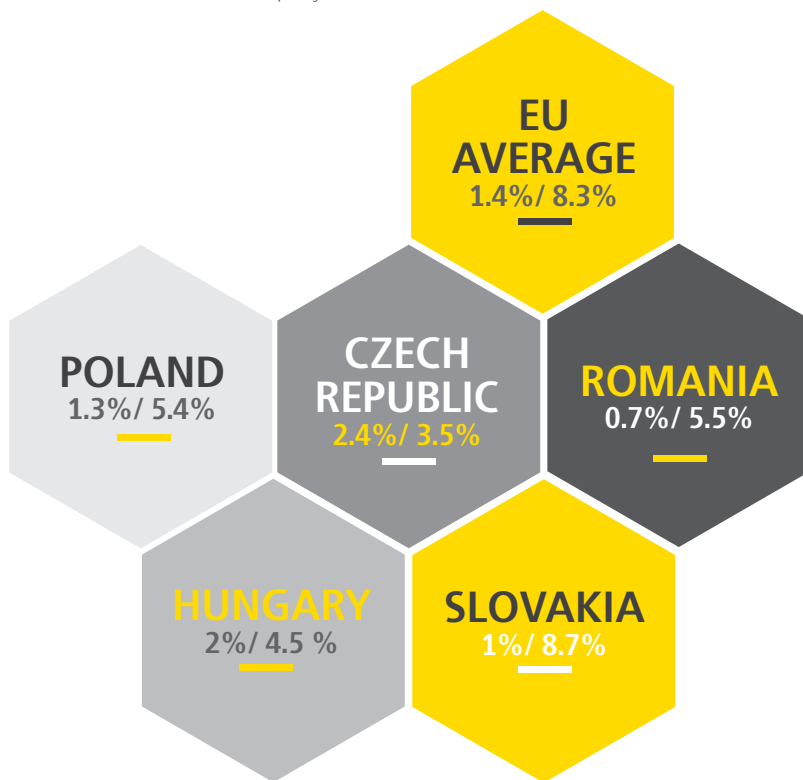 EU
AVERAGE
1.4%/ 8.3%
POLAND
1.3%/ 5.4%
CZECH
REPUBLIC
2.4%/ 3.5%
ROMANIA
0.7%/ 5.5%
HUNGARY
2%/ 4.5 %
SLOVAKIA
1%/ 8.7%